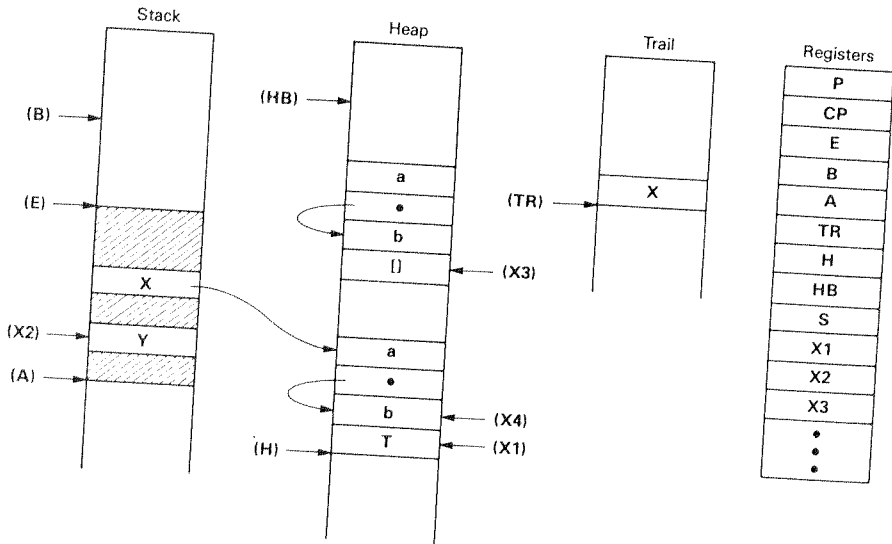 Stack
(B)
(E)
X
(X2)
Y
(A)
Heap
(HB)
a
b
[]
(X3)
a
b
(X4)
T
(X1)
(H)
Trail
(TR)
X
Registers
P
CP
E
B
A
TR
H
HB
S
X1
X2
X3